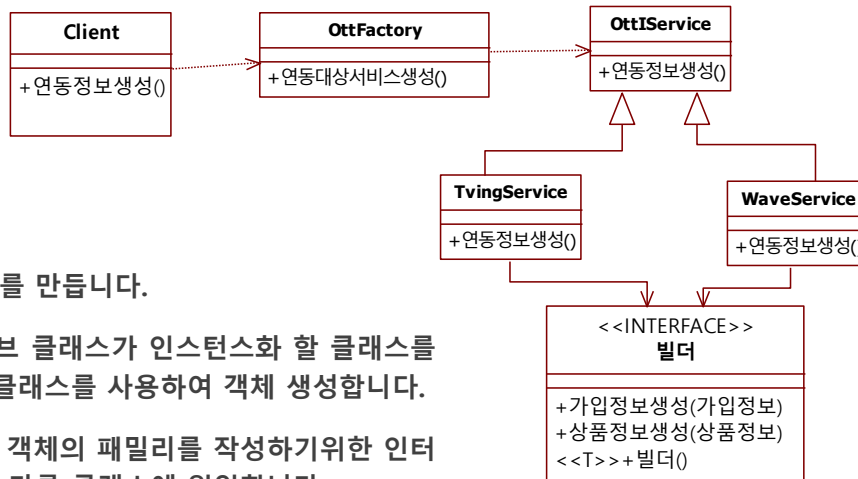 Client
+연동정보생성()
OttFactory
+연동대상서비스생성()
OttIService
+연동정보생성()
TvingService
+연동정보생성()
WaveService
+연동정보생성(
를 만듭니다.
브 클래스가 인스턴스화 할 클래스를
클래스를 사용하여 객체 생성합니다.
객체의 패밀리를 작성하기위한 인터
<<INTERFACE>>
빌더
+가입정보생성(가입정보)
+상품정보생성(상품정보)
<<T>>+빌더()